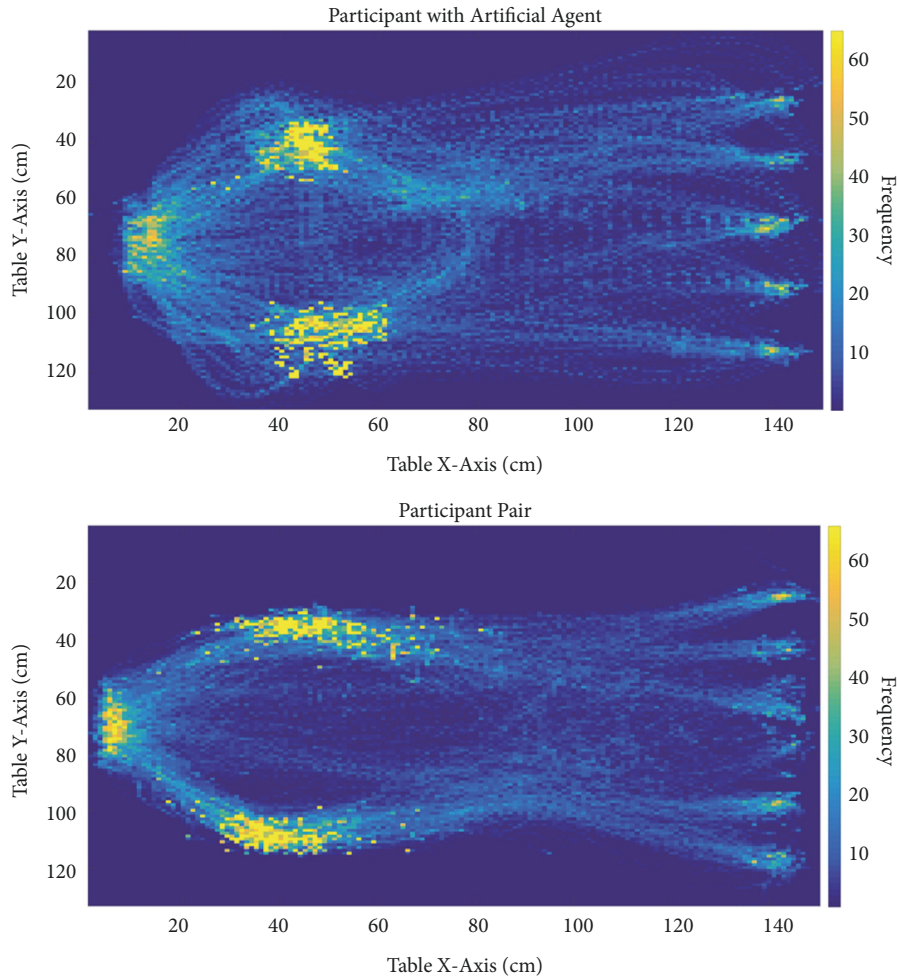 Participant with Artificial Agent
20
40
60
80
100
120
Table Y-Axis (cm)
20 40 60 80 100 120 140
Table X-Axis (cm)
60
50
40
30
20
10
Frequency
Participant Pair
20
40
60
80
100
120
Table Y-Axis (cm)
20 40 60 80 100 120 140
Table X-Axis (cm)
60
50
40
30
20
10
Frequency